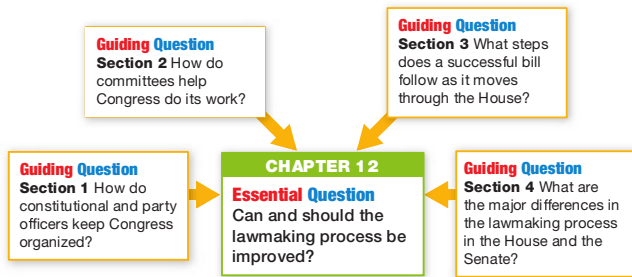 Guiding Question
Section 2 How do
committees help
Congress do its work?
Guiding Question
Section 3 What steps
does a successful bill
follow as it moves
through the House?
Guiding Question
Section 1 How do
constitutional and party
officers keep Congress
organized?
CHAPTER 12
Essential Question
Can and should the
lawmaking process be
improved?
Guiding Question
Section 4 What are
the major differences in
the lawmaking process
in the House and the
Senate?